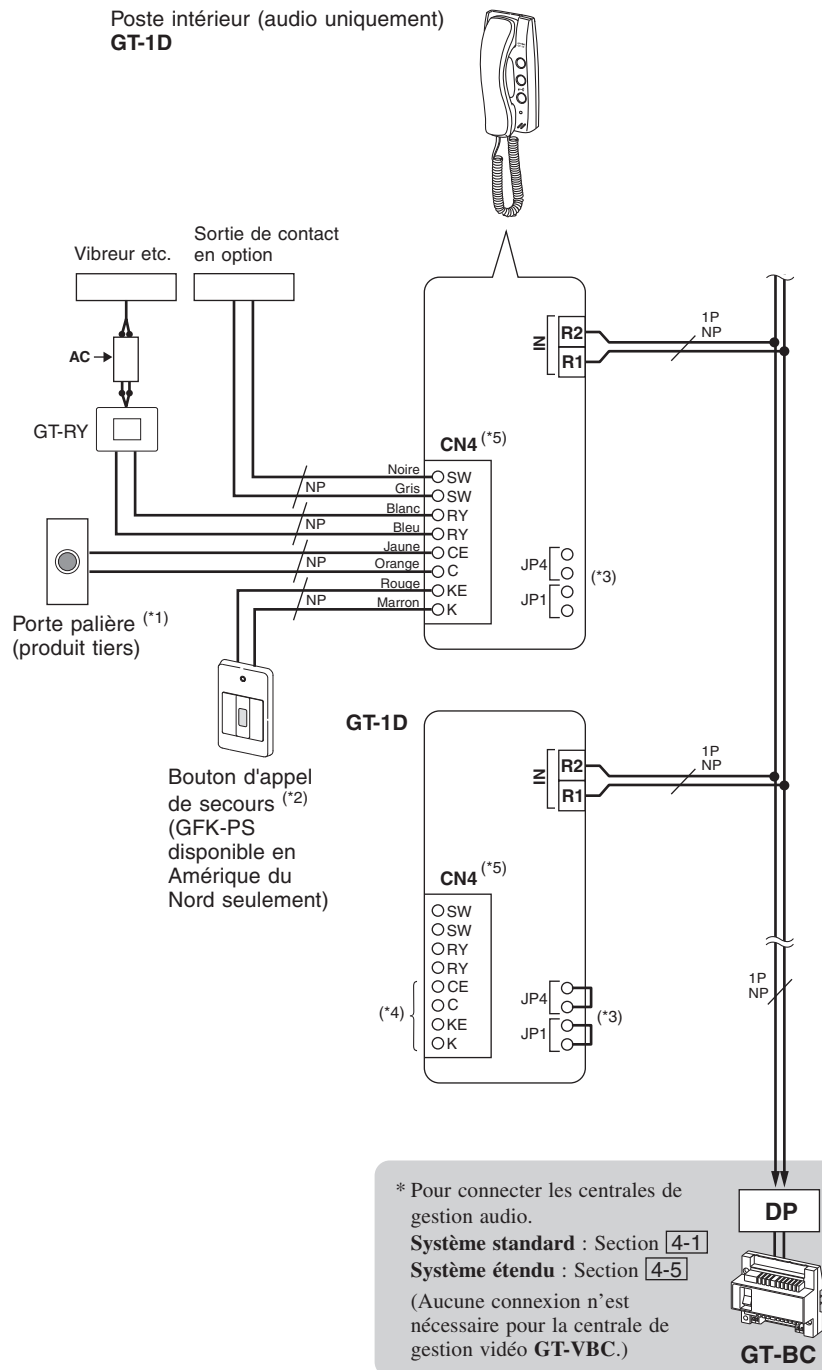 Poste intérieur (audio uniquement)
GT-1D
Vibreur etc.
Sortie de contact
en option
AC
GT-RY
IN
R2
R1
1P
NP
CN4 (*5)
Noire
SW
NP
Gris
SW
Blanc
RY
NP
Bleu
RY
Jaune
CE
NP
Orange
C
Rouge
KE
NP
Marron
K
JP4
JP1
(*3)
Porte palière (*1)
(produit tiers)
Bouton d'appel
de secours (*2)
(GFK-PS
disponible en
Amérique du
Nord seulement)
GT-1D
IN
R2
R1
1P
NP
CN4 (*5)
SW
SW
RY
RY
CE
C
KE
K
(*4)
JP4
JP1
(*3)
1P
NP
* Pour connecter les centrales de
gestion audio.
Système standard : Section 4-1
Système étendu : Section 4-5
(Aucune connexion n'est
nécessaire pour la centrale de
gestion vidéo GT-VBC.)
DP
GT-BC